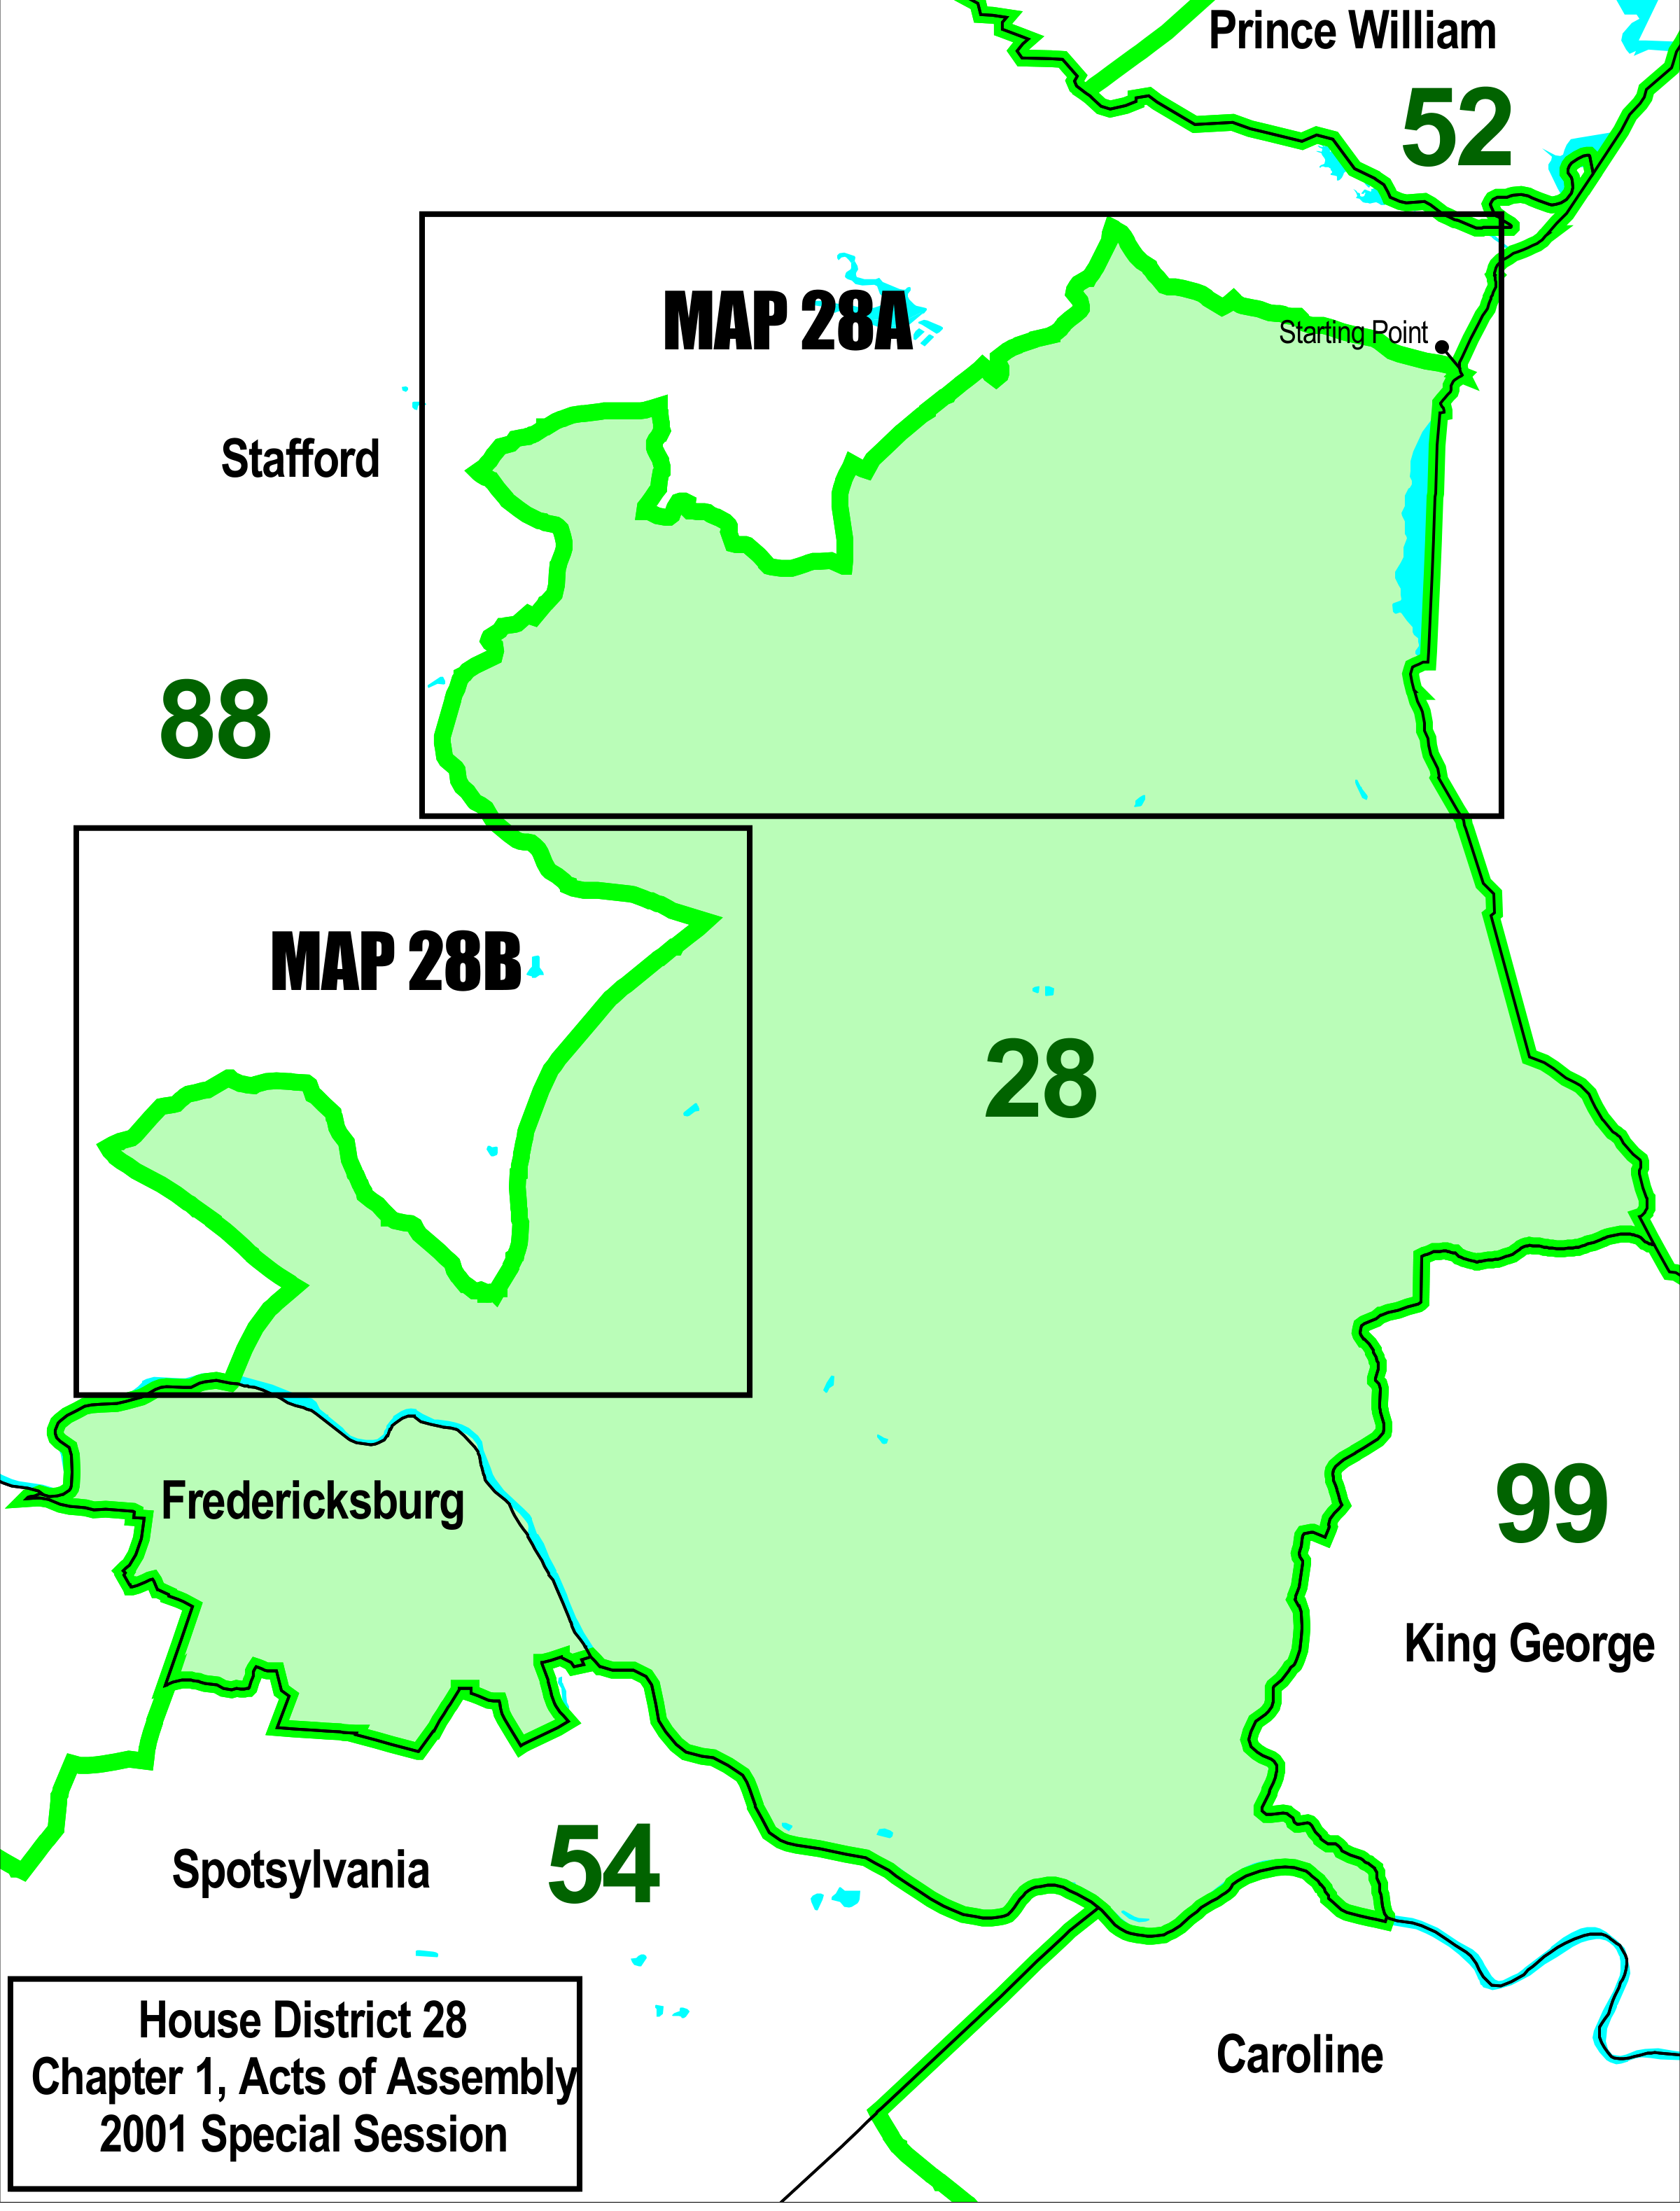 Prince William
52
MAP 28A
Starting Point
Stafford
88
MAP 28B
28
Fredericksburg
99
King George
Spotsylvania
54
Caroline
House District 28
Chapter 1, Acts of Assembly
2001 Special Session